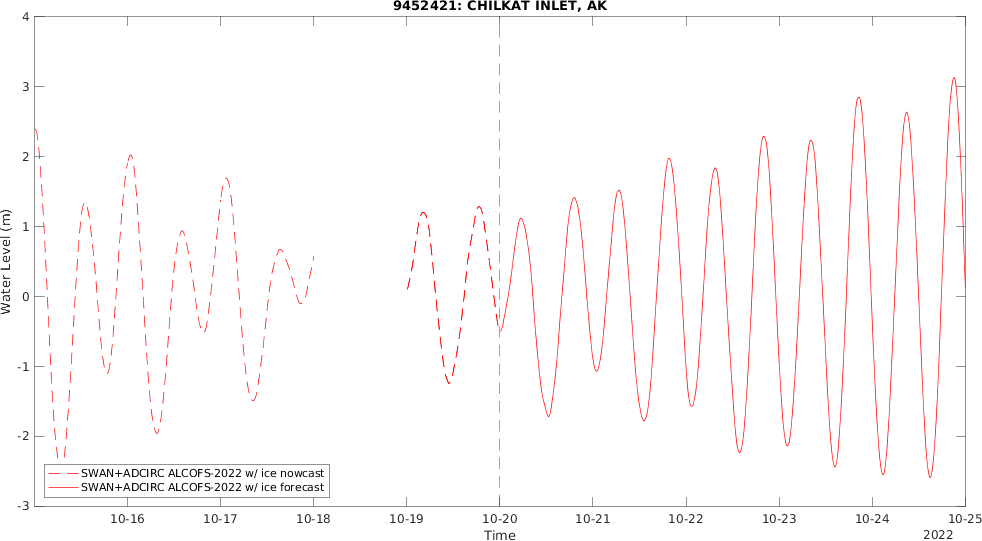 9452421: CHILKAT INLET, AK
Water Level (m)
4
3
2
1
0
-1
-2
-3
SWAN+ADCIRC ALCOFS-2022 w/ ice nowcast
SWAN+ADCIRC ALCOFS-2022 w/ ice forecast
10-16 10-17 10-18 10-19 10-20 10-21 10-22 10-23 10-24 10-25
Time
2022